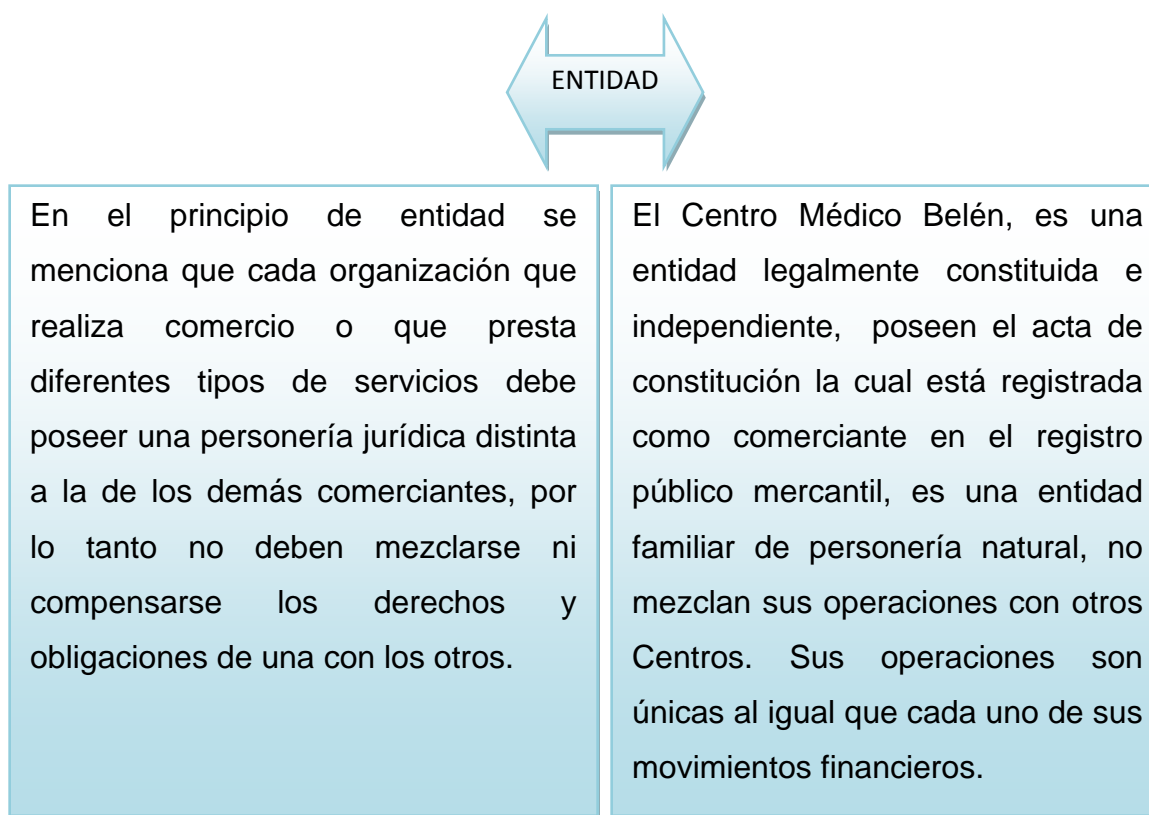 ENTIDAD
En el principio de entidad se
menciona que cada organización que
realiza comercio o que presta
diferentes tipos de servicios debe
poseer una personería jurídica distinta
a la de los demás comerciantes, por
lo tanto no deben mezclarse ni
compensarse los derechos y
obligaciones de una con los otros.
El Centro Médico Belén, es una
entidad legalmente constituida e
independiente, poseen el acta de
constitución la cual está registrada
como comerciante en el registro
público mercantil, es una entidad
familiar de personería natural, no
mezclan sus operaciones con otros
Centros. Sus operaciones son
únicas al igual que cada uno de sus
movimientos financieros.